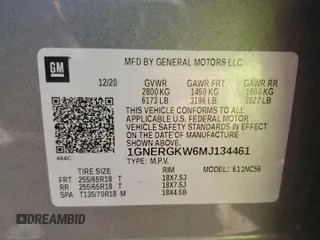 GM
MFD BY GENERAL MOTORS LLC
12/20 GVWR GAWR FRT GAWR RR
2800 KG 1450 KG 1600 KG
6173 LB 3196 LB 3527 LB
THIS VEHICLE CONFORMS TO ALL
APPLICABLE U.S. FEDERAL MOTOR
VEHICLE SAFETY STANDARDS IN EFFECT
ON THE DATE OF MANUFACTURE
SHOWN ABOVE.
1GNERGKW6MJ134461
464C
TYPE: M.P.V. MODEL: 611NC56
TIRE SIZE RIM
FRT 255/65R18 T 18X7.5J
RR 255/65R18 T 18X7.5J
SPA T135/70R18 M 18X4.5B
DREAMBID